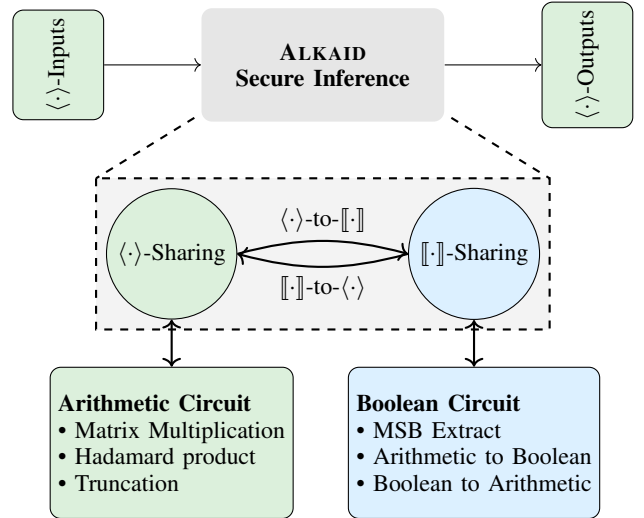 ⟨·⟩-Inputs
ALKAID
Secure Inference
⟨·⟩-Outputs
⟨·⟩-to-⟦·⟧
⟨·⟩-Sharing
⟦·⟧-Sharing
⟦·⟧-to-⟨·⟩
Arithmetic Circuit
• Matrix Multiplication
• Hadamard product
• Truncation
Boolean Circuit
• MSB Extract
• Arithmetic to Boolean
• Boolean to Arithmetic